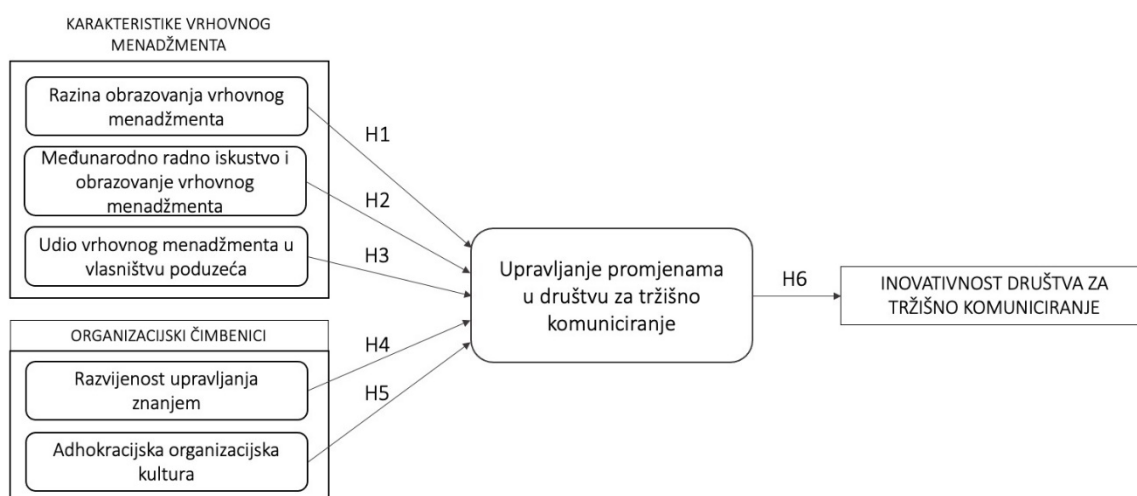 KARAKTERISTIKE VRHOVNOG
MENADŽMENTA
Razina obrazovanja vrhovnog
menadžmenta
Međunarodno radno iskustvo i
obrazovanje vrhovnog
menadžmenta
Udio vrhovnog menadžmenta u
vlasništvu poduzeća
ORGANIZACIJSKI ČIMBENICI
Razvijenost upravljanja
znanjem
Adhokracijska organizacijska
kultura
H1
H2
H3
H4
H5
Upravljanje promjenama
u društvu za tržišno
komuniciranje
H6
INOVATIVNOST DRUŠTVA ZA
TRŽIŠNO KOMUNICIRANJE